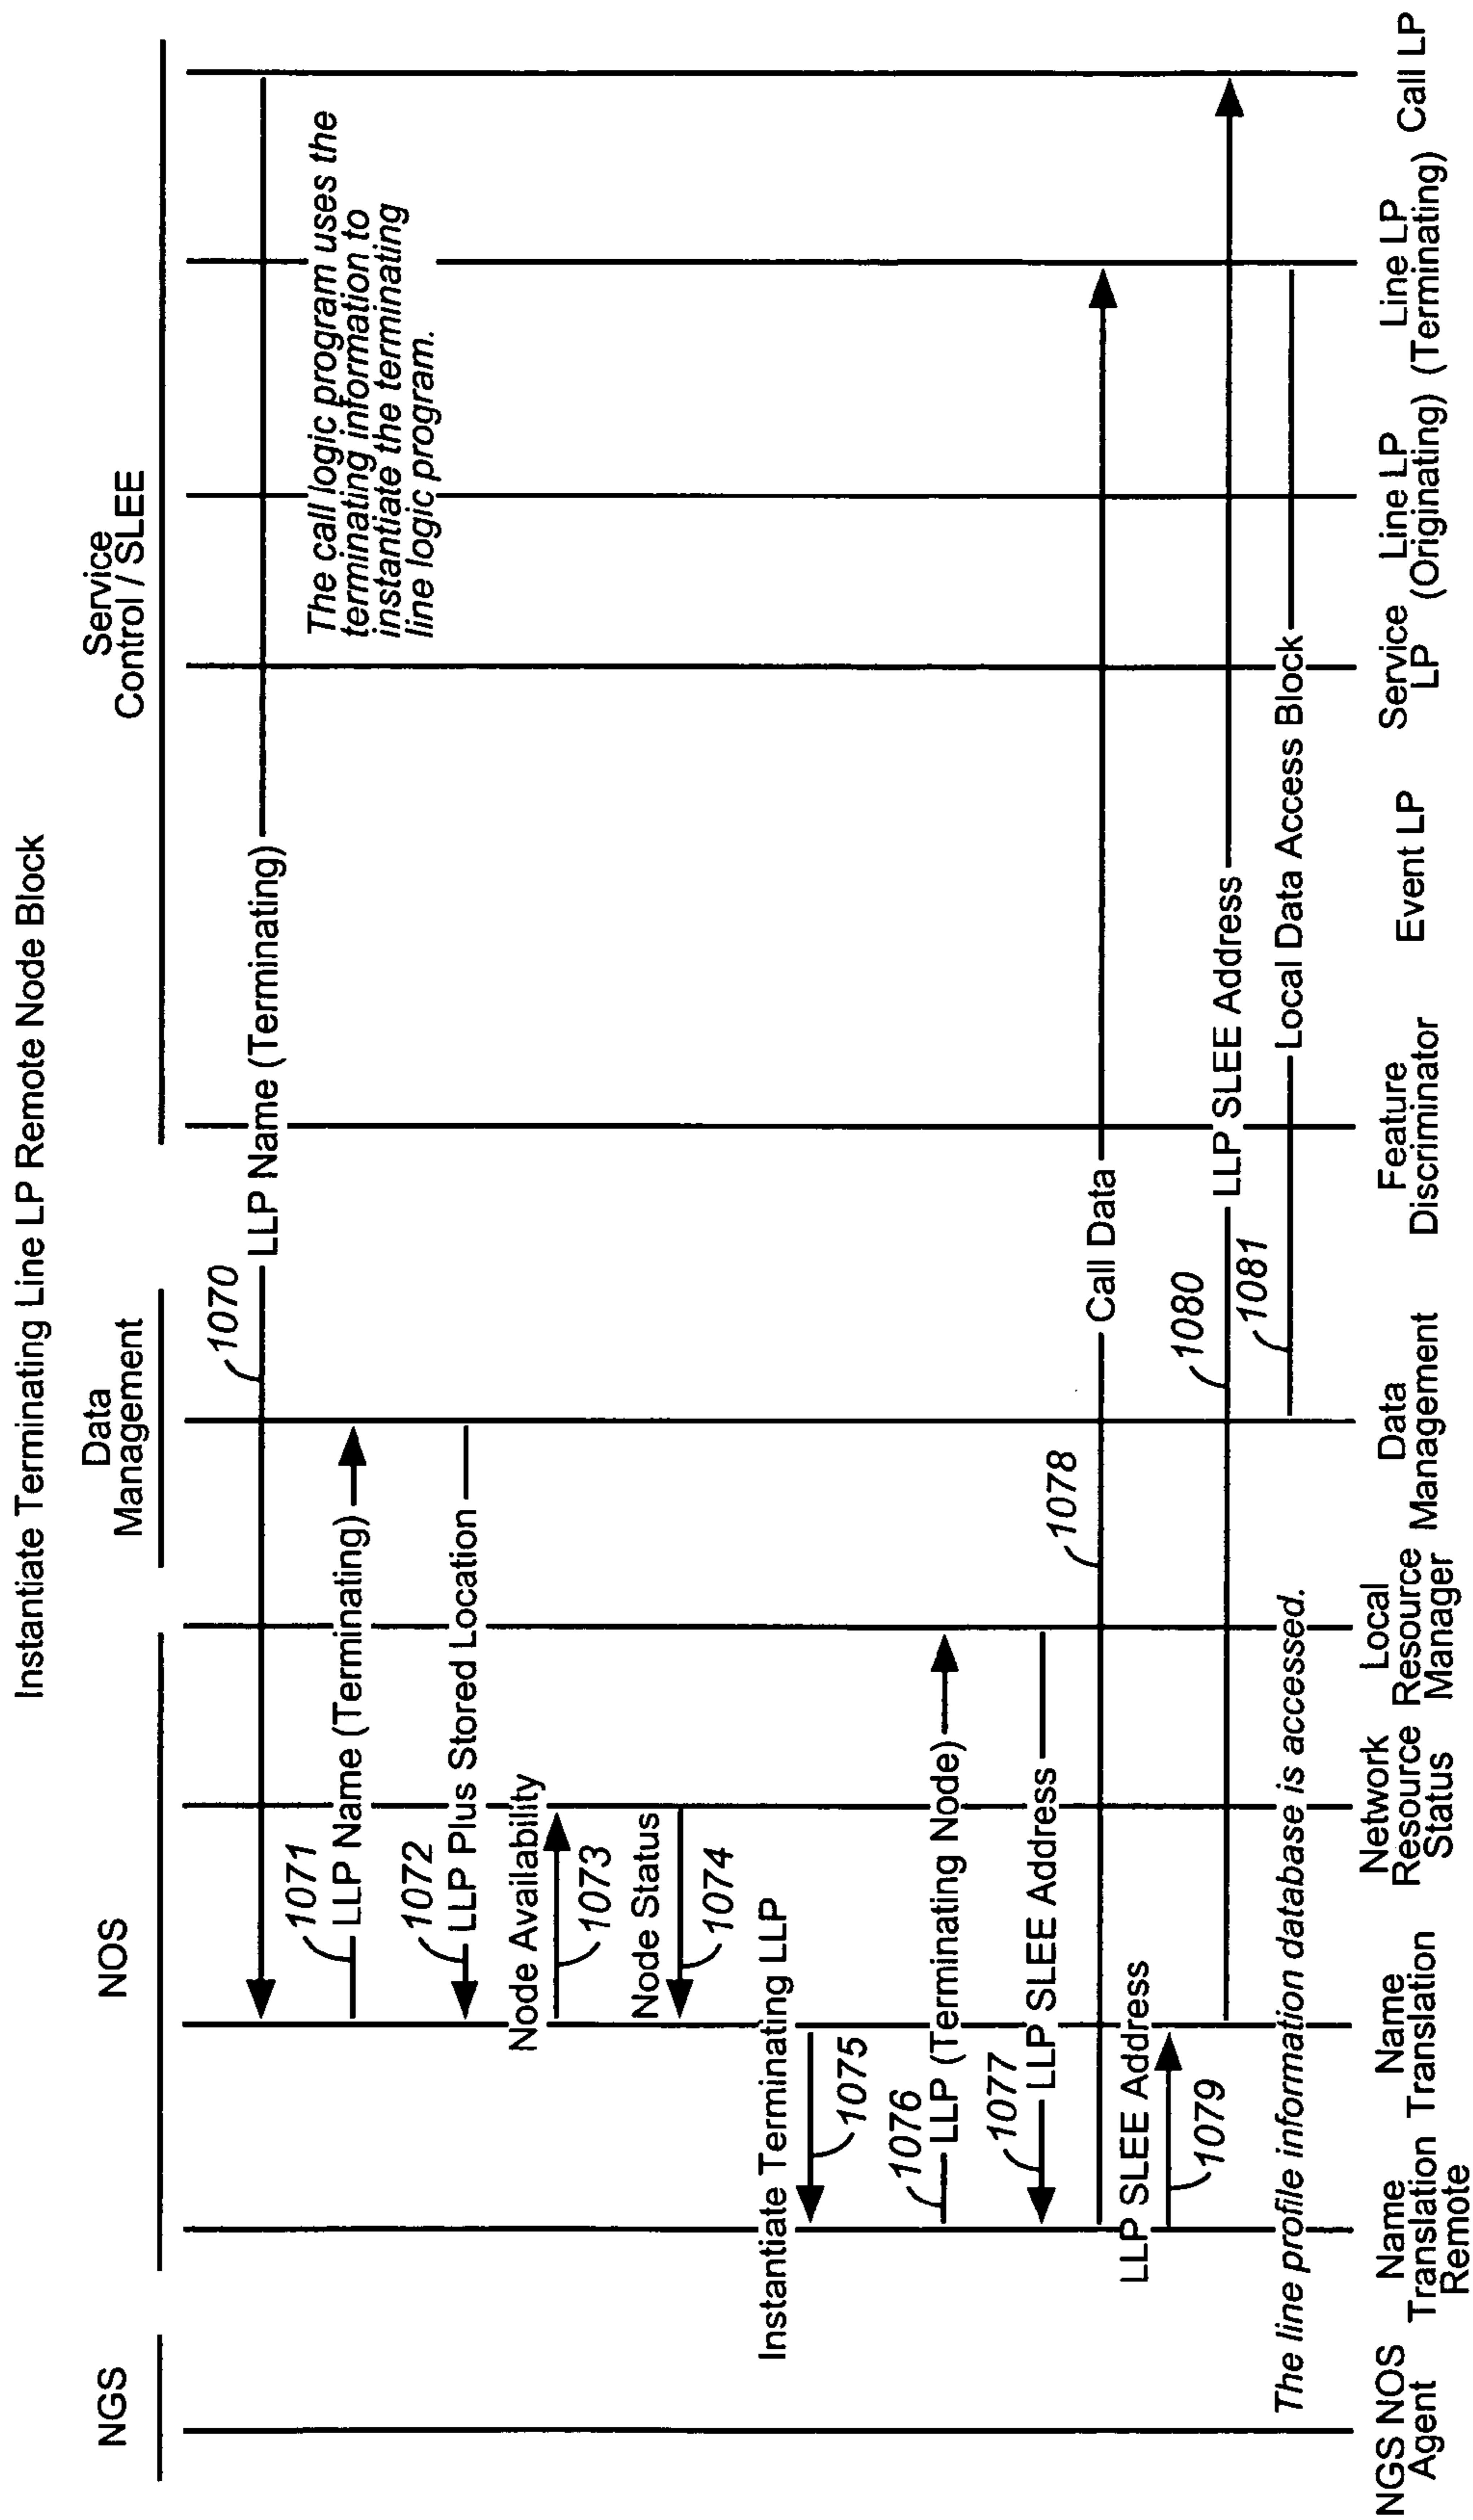 Instantiate Terminating Line LP Remote Node Block
NGS
NOS
Data
Management
Service
Control / SLEE
1070
LLP Name (Terminating)
The call logic program uses the
terminating information to
instantiate the terminating
line logic program.
1071
LLP Name (Terminating)
1072
LLP Plus Stored Location
Node Availability
1073
Node Status
1074
Instantiate Terminating LLP
1075
1076
LLP (Terminating Node)
1077
LLP SLEE Address
1078
Call Data
LLP SLEE Address
1079
1080
LLP SLEE Address
1081
Local Data Access Block
The line profile information database is accessed.
NGS NOS
Agent
Name
Translation
Remote
Name
Translation
Network
Resource
Status
Local
Resource
Manager
Data
Management
Feature
Discriminator
Event LP
Service
LP
Line LP
(Originating)
Line LP
(Terminating)
Call LP